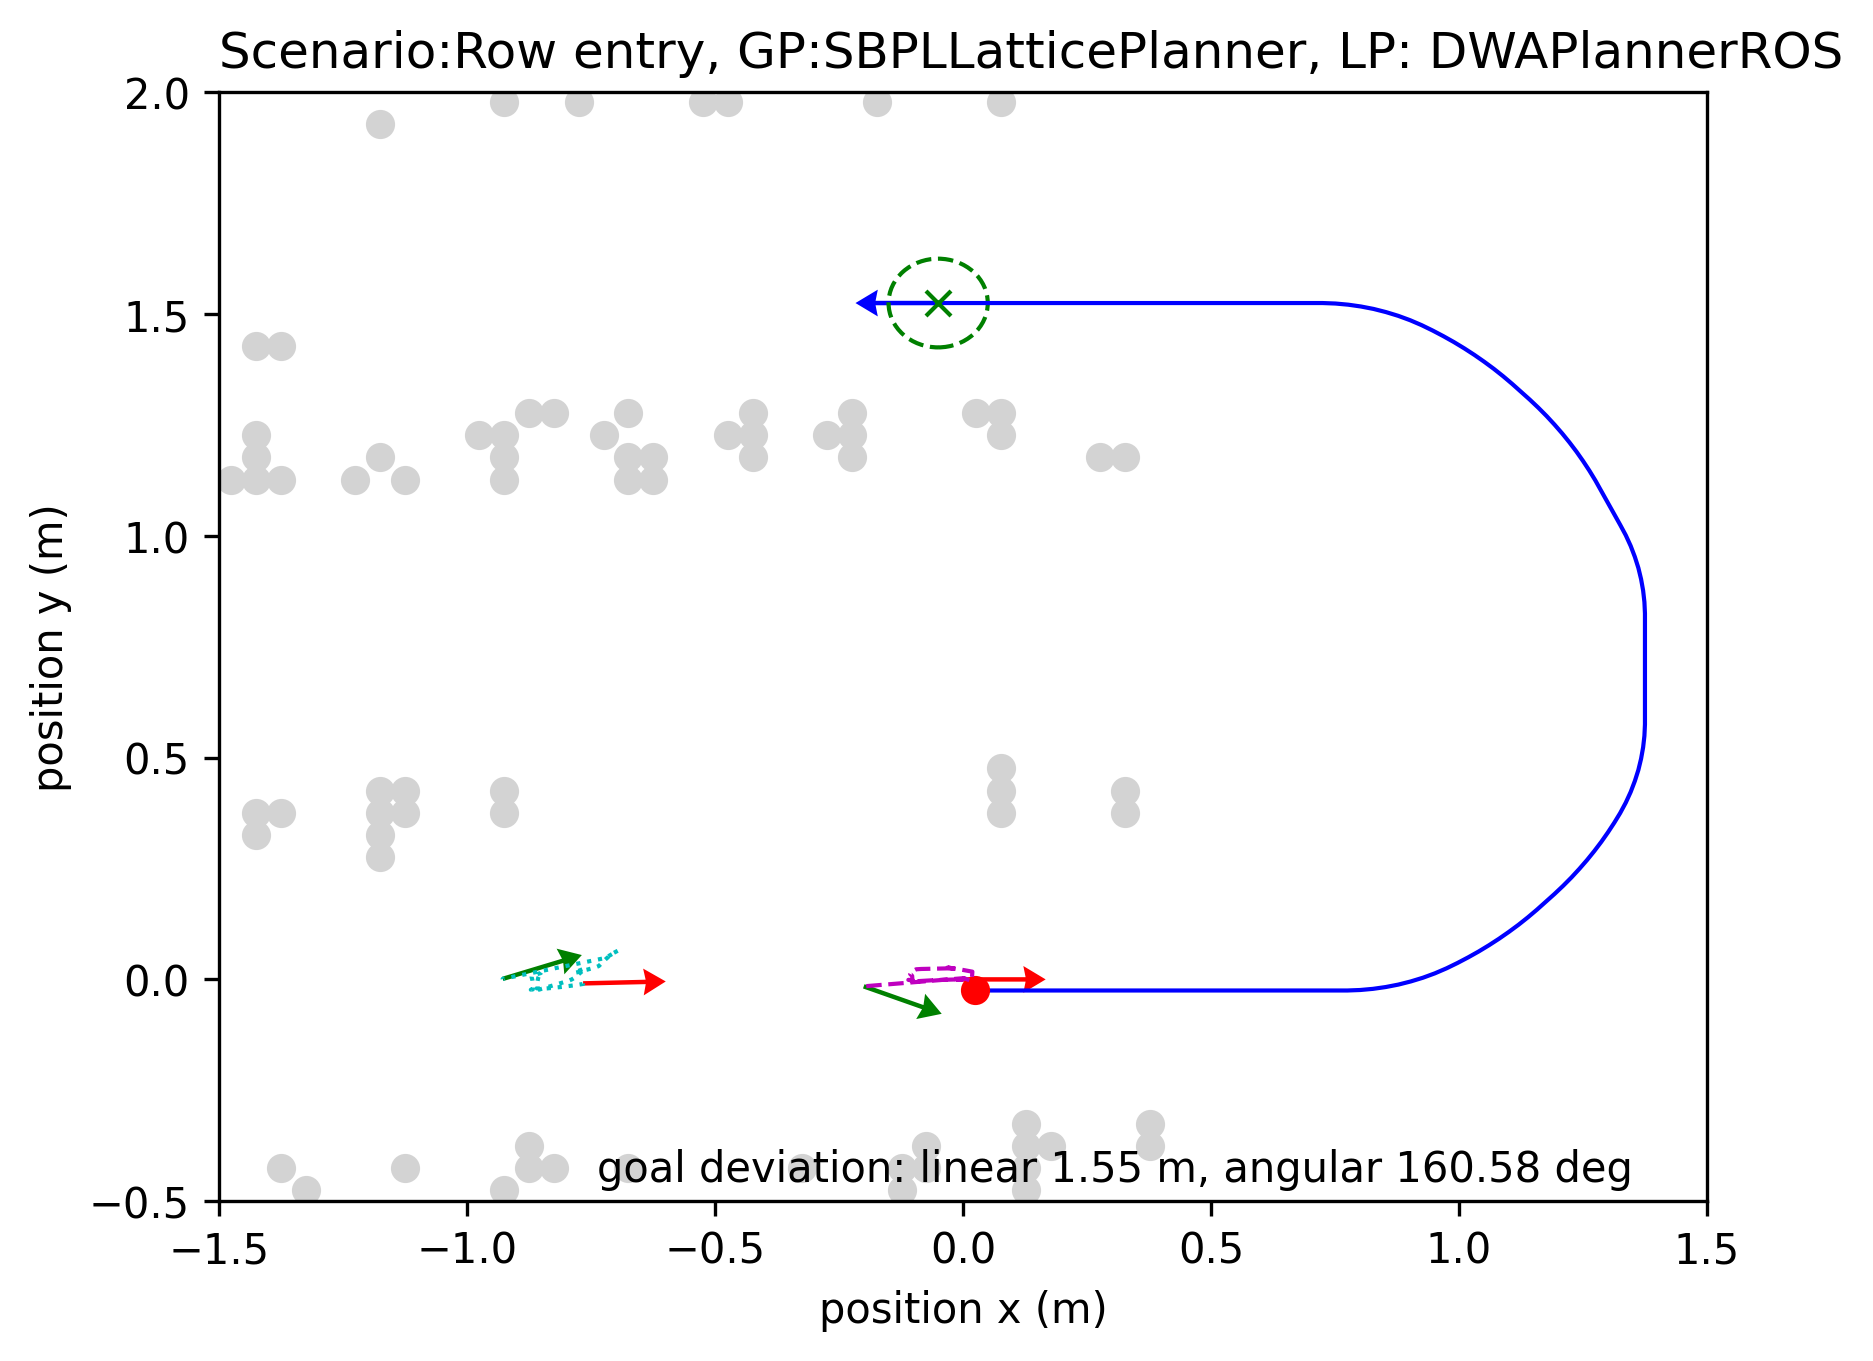 Scenario:Row entry, GP:SBPLLatticePlanner, LP: DWAPlannerROS
2.0
1.5
1.0
0.5
0.0
−0.5
position y (m)
goal deviation: linear 1.55 m, angular 160.58 deg
−1.5 −1.0 −0.5 0.0 0.5 1.0 1.5
position x (m)